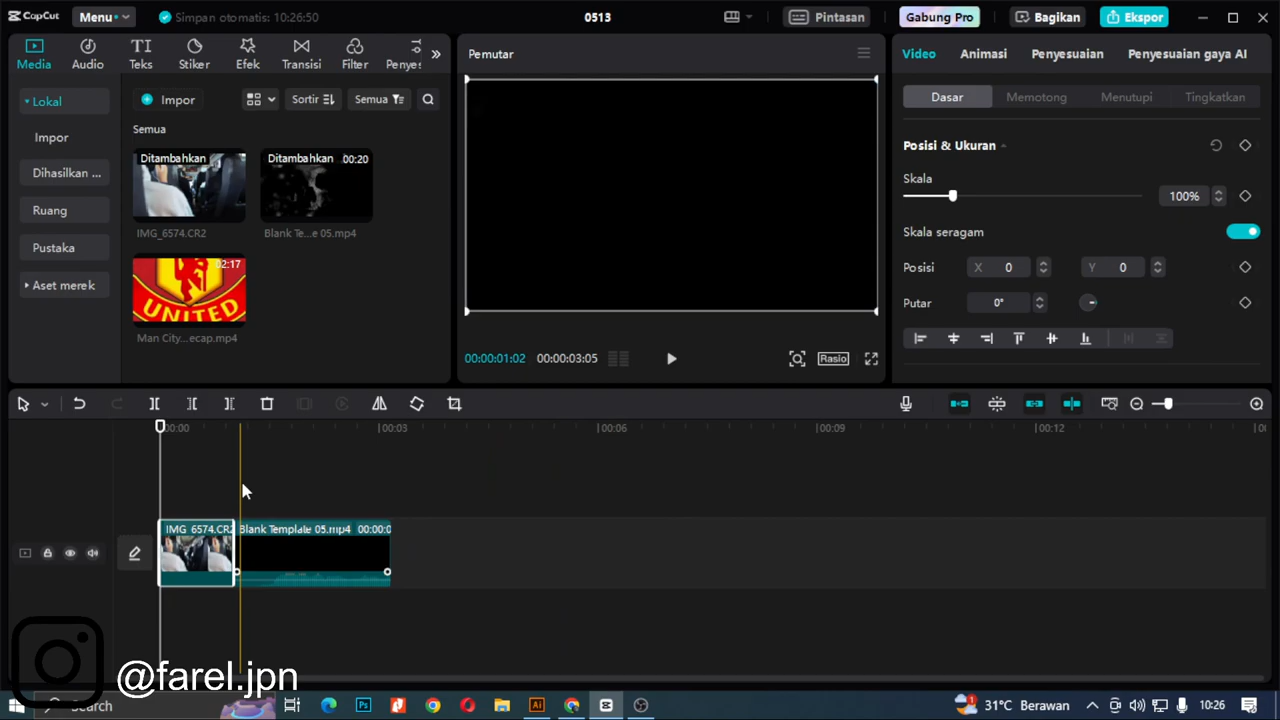 CapCut
Menu
Simpan otomatis: 10:26:50
0513
Pintasan
Gabung Pro
Bagikan
Ekspor
Media
Audio
Teks
Stiker
Efek
Transisi
Filter
Penye:
Lokal
Impor
Dihasilkan ...
Ruang
Pustaka
Aset merek
Impor
Sortir
Semua
Semua
Ditambahkan
IMG_6574.CR2
Ditambahkan 00:20
Blank Te...e 05.mp4
02:17
UNITED
Man City...ecap.mp4
Pemutar
00:00:01:02 00:00:03:05
Rasio
Video
Animasi
Penyesuaian
Penyesuaian gaya AI
Dasar
Memotong
Menutupi
Tingkatkan
Posisi & Ukuran
Skala
100%
Skala seragam
Posisi X 0 Y 0
Putar 0°
00:00 00:03 00:06 00:09 00:12 00:
IMG_6574.CR2 Blank Template 05.mp4 00:00:0
@farel.jpn
Search
31°C Berawan
10:26